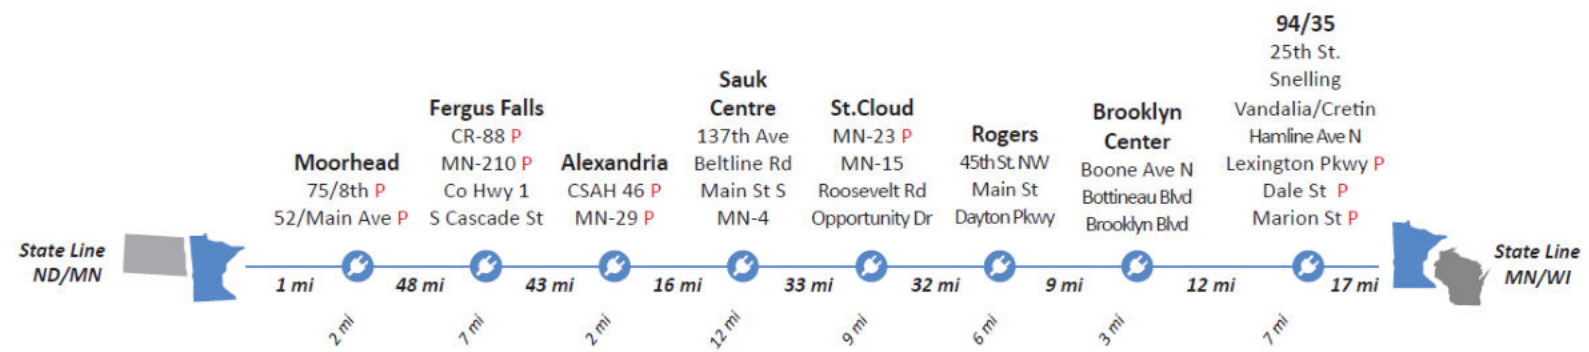 State Line
ND/MN
Moorhead
75/8th P
52/Main Ave P
Fergus Falls
CR-88 P
MN-210 P
Co Hwy 1
S Cascade St
Alexandria
CSAH 46 P
MN-29 P
Sauk
Centre
137th Ave
Beltline Rd
Main St S
MN-4
St.Cloud
MN-23 P
MN-15
Roosevelt Rd
Opportunity Dr
Rogers
45th St. NW
Main St
Dayton Pkwy
Brooklyn
Center
Boone Ave N
Bottineau Blvd
Brooklyn Blvd
94/35
25th St.
Snelling
Vandalia/Cretin
Hamline Ave N
Lexington Pkwy P
Dale St P
Marion St P
State Line
MN/WI
1 mi
48 mi
43 mi
16 mi
33 mi
32 mi
9 mi
12 mi
17 mi
2 mi
7 mi
2 mi
12 mi
9 mi
6 mi
3 mi
7 mi